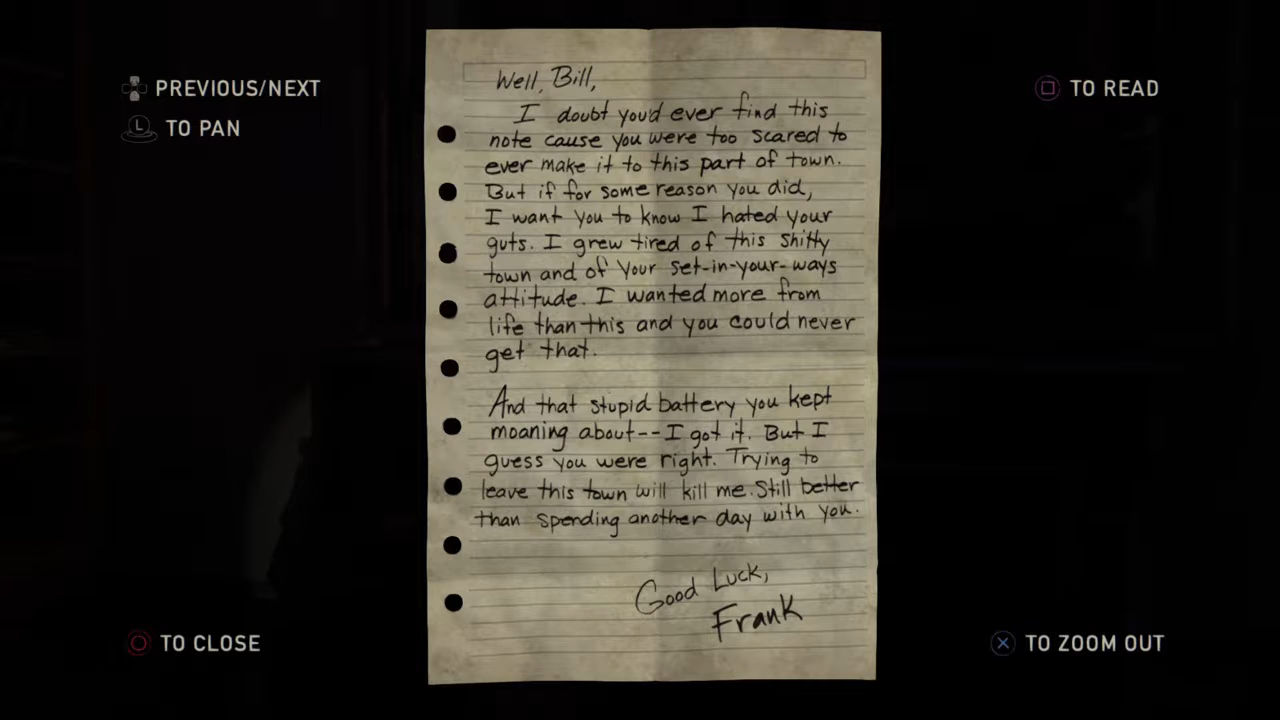 PREVIOUS/NEXT
L TO PAN
TO READ
Well, Bill,
I doubt you'd ever find this
note cause you were too scared to
ever make it to this part of town.
But if for some reason you did,
I want you to know I hated your
guts. I grew tired of this shitty
town and of your set-in-your-ways
attitude. I wanted more from
life than this and you could never
get that.
And that stupid battery you kept
moaning about--I got it. But I
guess you were right. Trying to
leave this town will kill me. Still better
than spending another day with you.
Good Luck,
Frank
TO CLOSE
TO ZOOM OUT